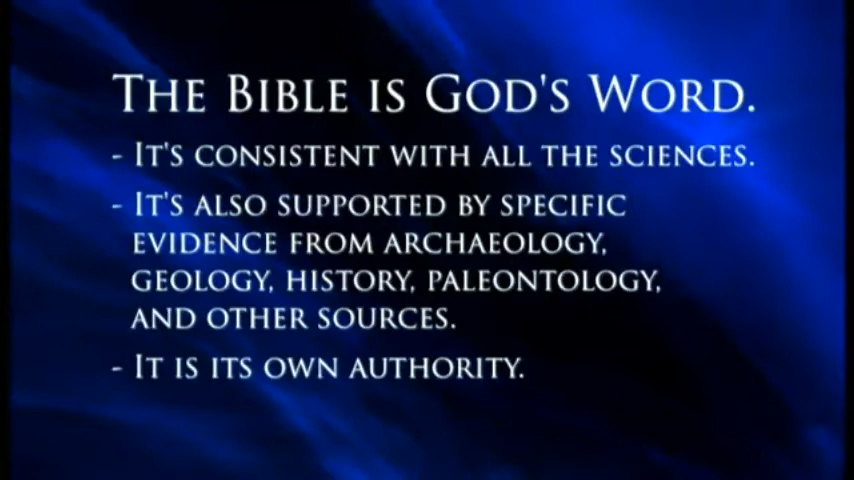 The Bible is God's Word.
- It's consistent with all the sciences.
- It's also supported by specific
evidence from archaeology,
geology, history, paleontology,
and other sources.
- It is its own authority.